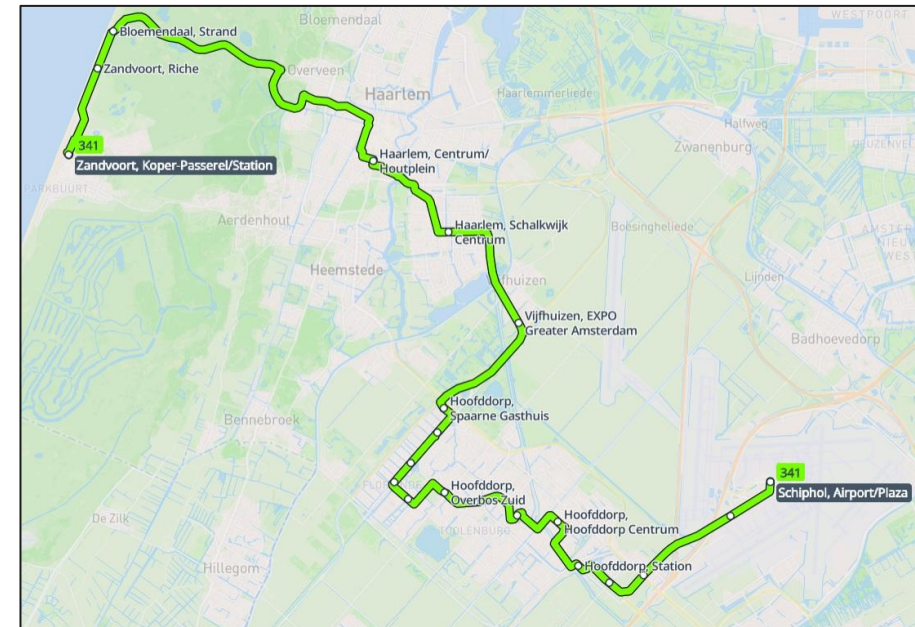 Bloemendaal
WESTPOORT
Bloemendaal, Strand
Zandvoort, Riche
Overveen
Haarlem
Haarlemmerliede
Halfweg
341
Zandvoort, Koper-Passerel/Station
Haarlem, Centrum/
Houtplein
Zwanenburg
PARKBUURT
Aerdenhout
Haarlem, Schalkwijk
Centrum
Boesingheliede
Heemstede
fhuizen
Lijnden
Vijfhuizen, EXPO
Greater Amsterdam
Badhoevedorp
Hoofddorp,
Spaarne Gasthuis
Bennebroek
341
Schiphol, Airport/Plaza
Hoofddorp,
Overbos Zuid
De Zilk
Hoofddorp,
Hoofddorp Centrum
TOOLENBURG
Hillegom
Hoofddorp, Station